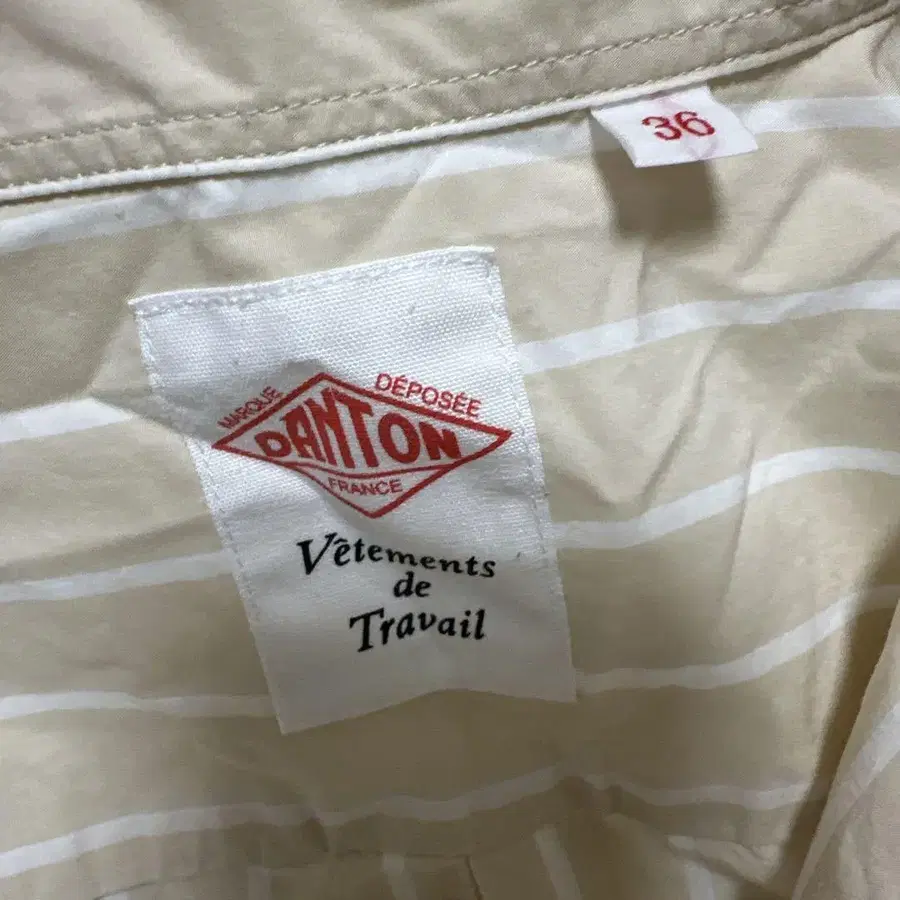 36
MARQUE DÉPOSÉE
DANTON
FRANCE
Vêtements
de
Travail